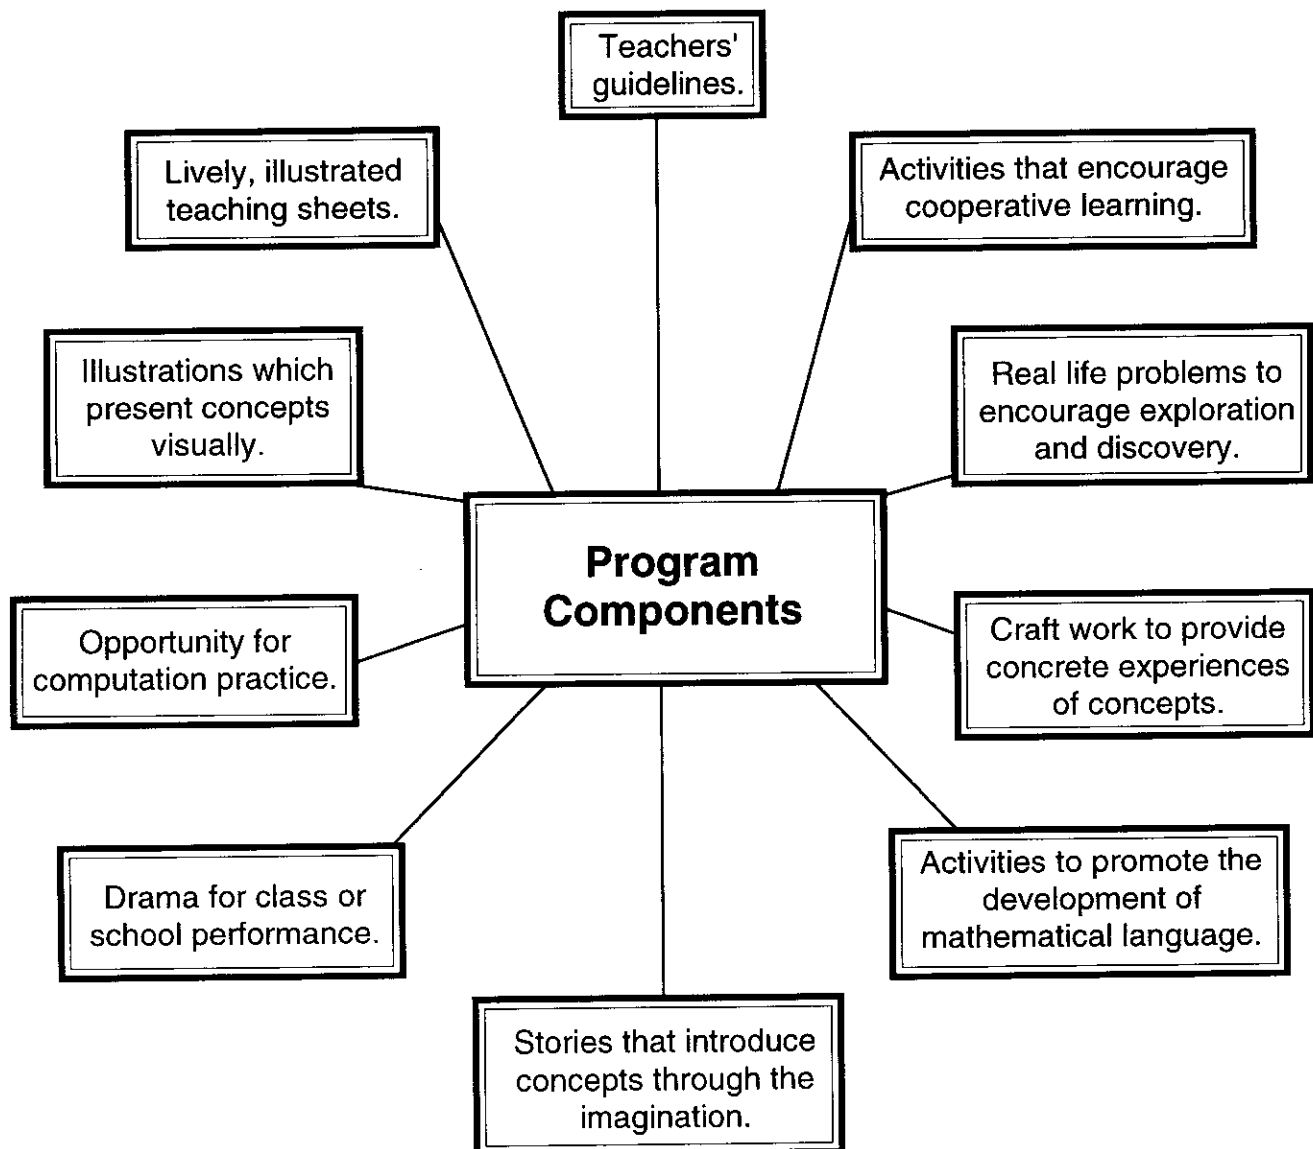 Teachers'
guidelines.
Lively, illustrated
teaching sheets.
Activities that encourage
cooperative learning.
Illustrations which
present concepts
visually.
Real life problems to
encourage exploration
and discovery.
Program
Components
Opportunity for
computation practice.
Craft work to provide
concrete experiences
of concepts.
Drama for class or
school performance.
Activities to promote the
development of
mathematical language.
Stories that introduce
concepts through the
imagination.